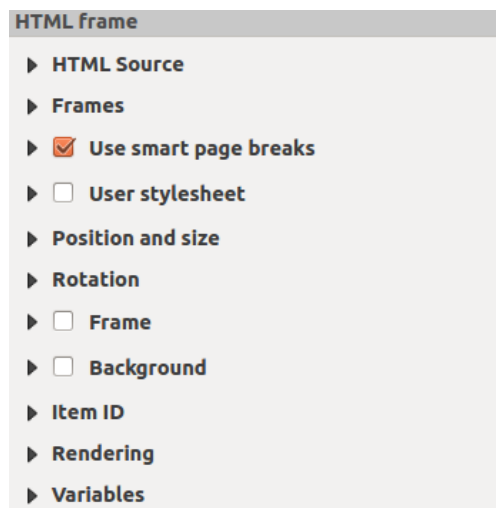 HTML frame
HTML Source
Frames
Use smart page breaks
User stylesheet
Position and size
Rotation
Frame
Background
Item ID
Rendering
Variables